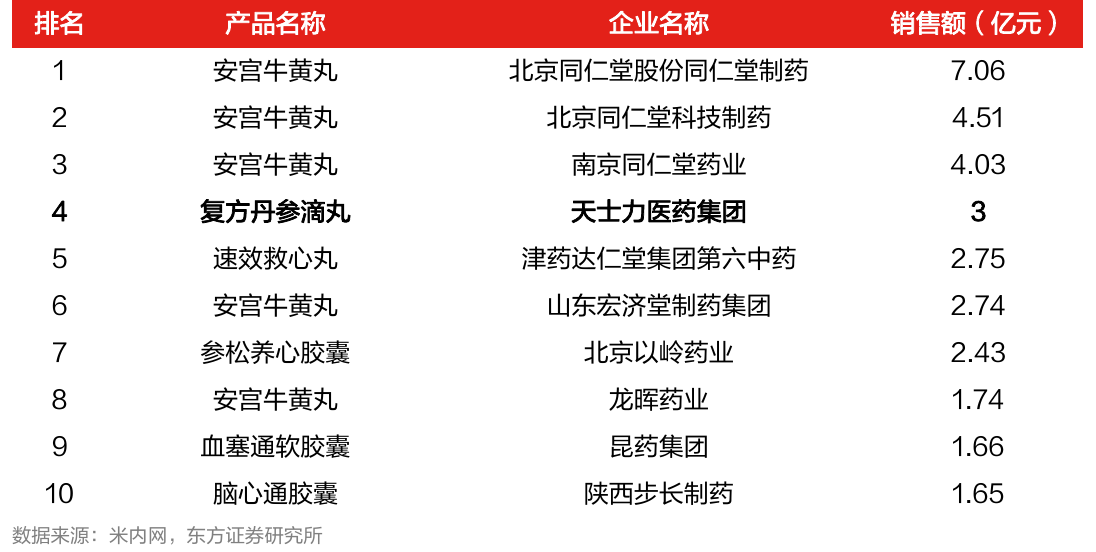 排名 产品名称 企业名称 销售额（亿元）
1 安宫牛黄丸 北京同仁堂股份同仁堂制药 7.06
2 安宫牛黄丸 北京同仁堂科技制药 4.51
3 安宫牛黄丸 南京同仁堂药业 4.03
4 复方丹参滴丸 天士力医药集团 3
5 速效救心丸 津药达仁堂集团第六中药 2.75
6 安宫牛黄丸 山东宏济堂制药集团 2.74
7 参松养心胶囊 北京以岭药业 2.43
8 安宫牛黄丸 龙晖药业 1.74
9 血塞通软胶囊 昆药集团 1.66
10 脑心通胶囊 陕西步长制药 1.65
数据来源：米内网，东方证券研究所